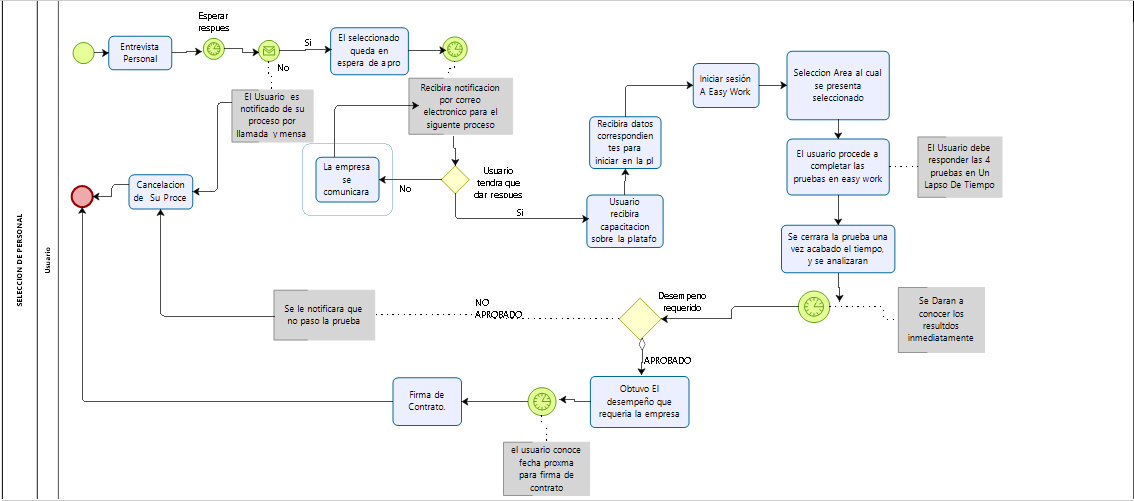 SELECCION DE PERSONAL
Usuario
Entrevista
Personal
Esperar
respues
Si
No
El seleccionado
queda en
espera de apro
El Usuario es
notificado de su
proceso por
llamada y mensa
Recibira notificacion
por correo
electronico para el
siguente proceso
La empresa
se
comunicara
No
Usuario
tendra que
dar respues
Si
Cancelacion
de Su Proce
Usuario
recibira
capacitacion
sobre la platafo
Recibira datos
correspondien
tes para
iniciar en la pl
Iniciar sesión
A Easy Work
Seleccion Area al cual
se presenta
seleccionado
El usuario procede a
completar las
pruebas en easy work
El Usuario debe
responder las 4
pruebas en Un
Lapso De Tiempo
Se cerrara la prueba una
vez acabado el tiempo,
y se analizaran
Se Daran a
conocer los
resultdos
inmediatamente
Desempeno
requerido
NO
APROBADO
Se le notificara que
no paso la prueba
APROBADO
Obtuvo El
desempeño que
requeria la empresa
Firma de
Contrato.
el usuario conoce
fecha proxma
para firma de
contrato